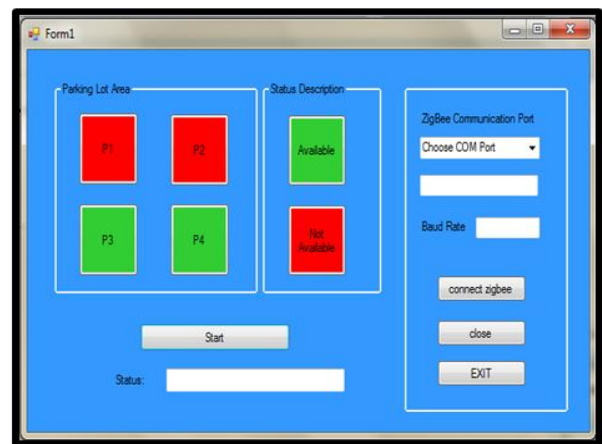 Form1
Parking Lot Area
P1
P2
P3
P4
Status Description
Available
Not
Available
ZigBee Communication Port
Choose COM Port
Baud Rate
connect zigbee
close
EXIT
Start
Status: